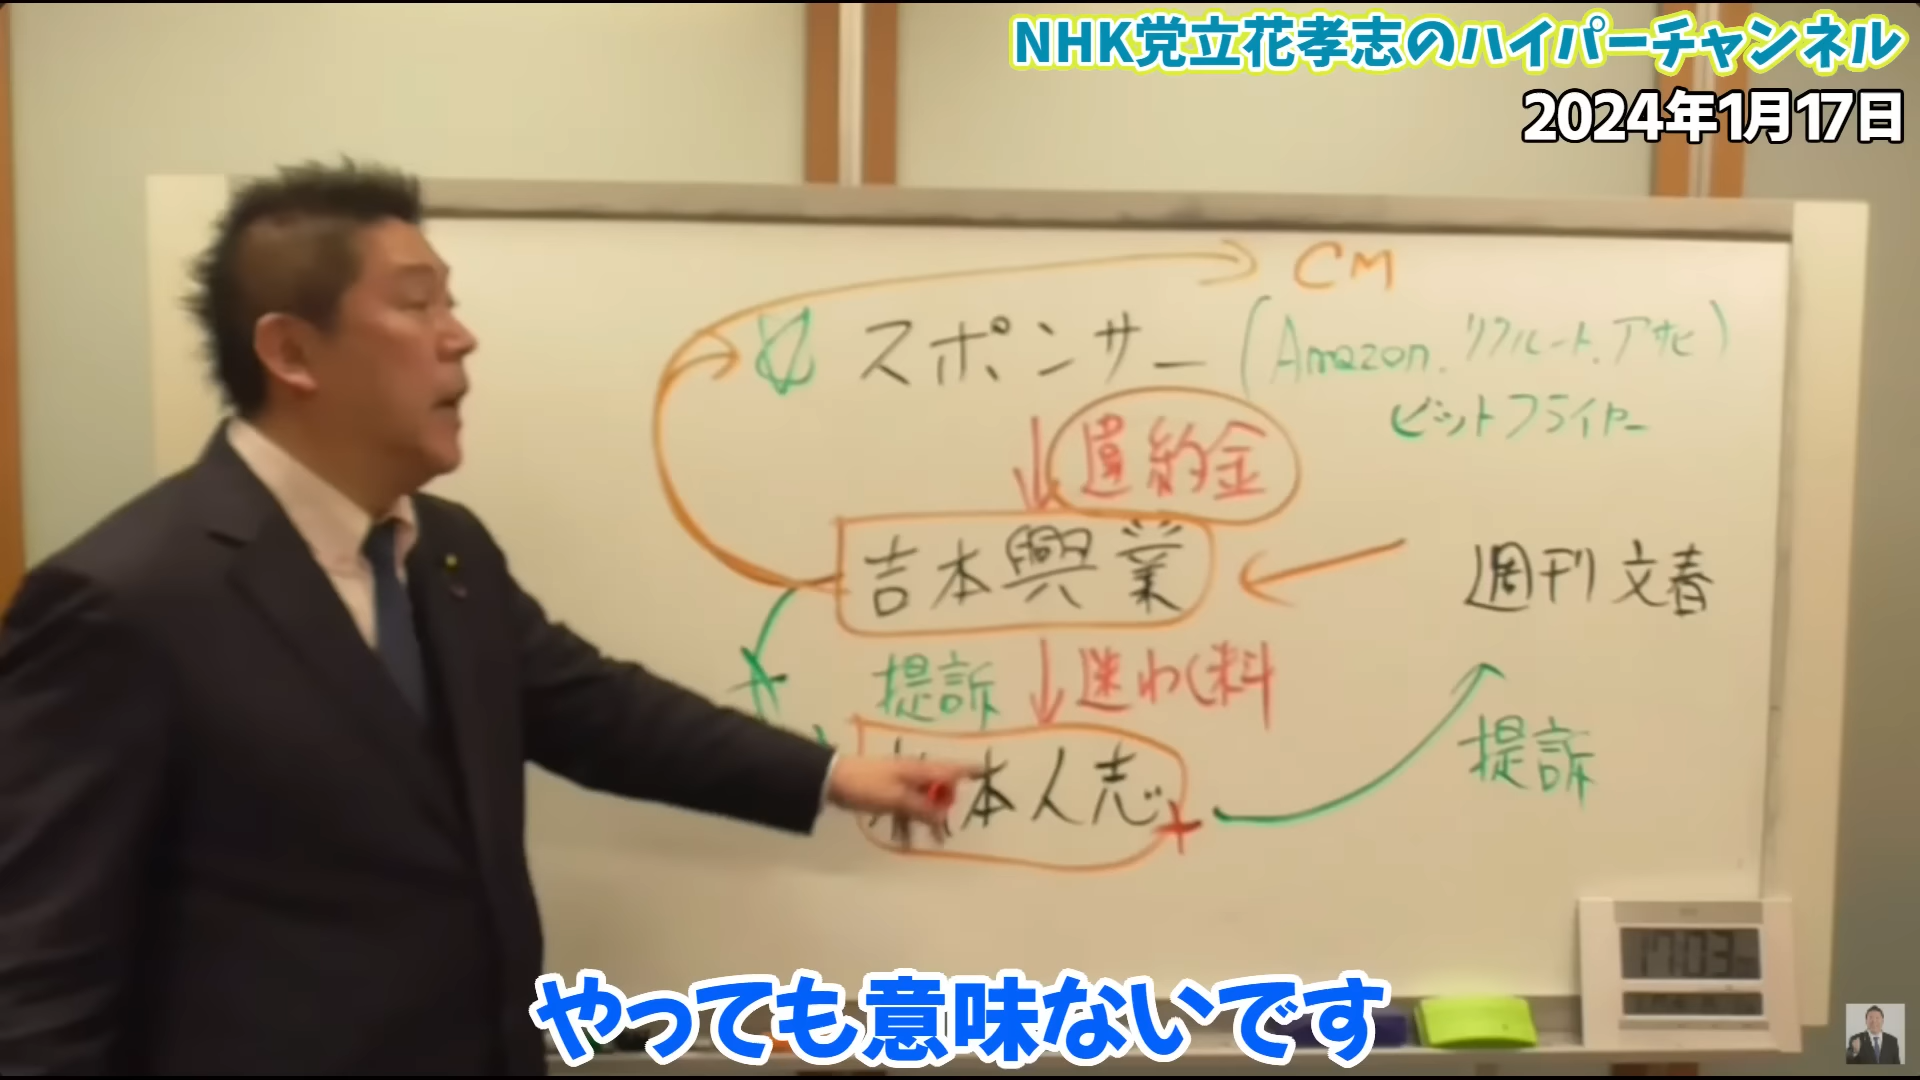 NHK党立花孝志のハイパーチャンネル
2024年1月17日
CM
スポンサー (Amazon.リクルート.アサヒ)
ビットフライヤー
違約金
吉本興業
週刊文春
提訴
迷わく料
本人志
提訴
17:03
やっても意味ないです